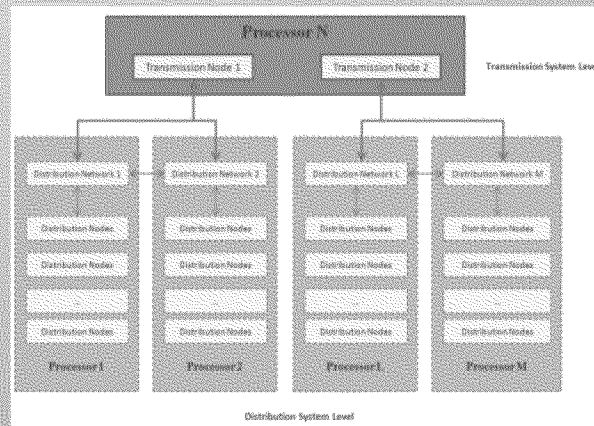 Processor N
Transmission Node 1
Transmission Node 2
Transmission System Leve
Distribution Network 1
Distribution Network 2
Distribution Network L
Distribution Network M
Distribution Nodes
Distribution Nodes
Distribution Nodes
Distribution Nodes
Distribution Nodes
Distribution Nodes
Distribution Nodes
Distribution Nodes
...
...
...
...
Distribution Nodes
Distribution Nodes
Distribution Nodes
Distribution Nodes
Processor 1
Processor 2
Processor L
Processor M
Distribution System Level